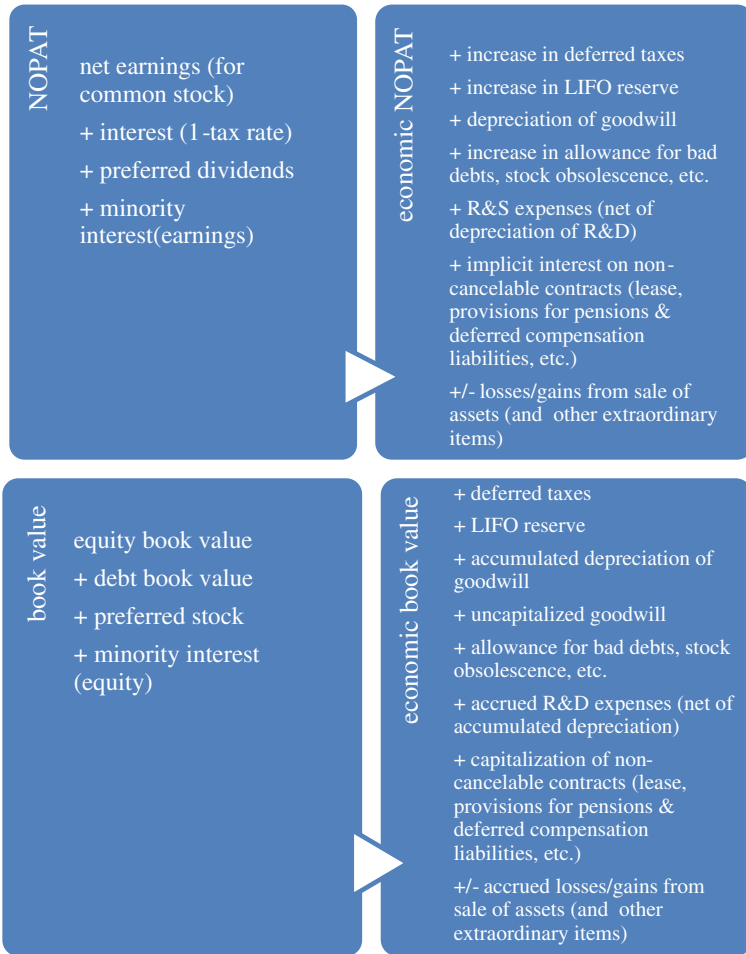 NOPAT
net earnings (for
common stock)
+ interest (1-tax rate)
+ preferred dividends
+ minority
interest(earnings)
economic NOPAT
+ increase in deferred taxes
+ increase in LIFO reserve
+ depreciation of goodwill
+ increase in allowance for bad
debts, stock obsolescence, etc.
+ R&S expenses (net of
depreciation of R&D)
+ implicit interest on non-
cancelable contracts (lease,
provisions for pensions &
deferred compensation
liabilities, etc.)
+/- losses/gains from sale of
assets (and other extraordinary
items)
book value
equity book value
+ debt book value
+ preferred stock
+ minority interest
(equity)
economic book value
+ deferred taxes
+ LIFO reserve
+ accumulated depreciation of
goodwill
+ uncapitalized goodwill
+ allowance for bad debts, stock
obsolescence, etc.
+ accrued R&D expenses (net of
accumulated depreciation)
+ capitalization of non-
cancelable contracts (lease,
provisions for pensions &
deferred compensation
liabilities, etc.)
+/- accrued losses/gains from
sale of assets (and other
extraordinary items)